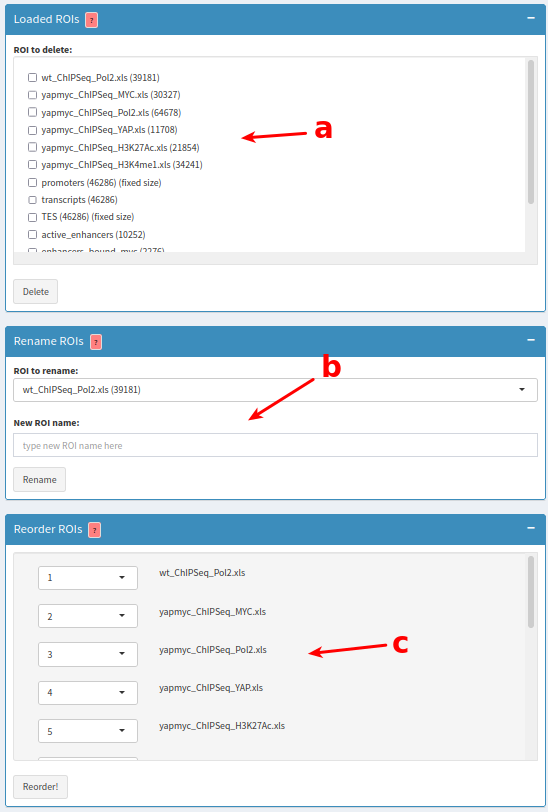 Loaded ROIs ?
ROI to delete:
wt_ChIPSeq_Pol2.xls (39181)
yapmyc_ChIPSeq_MYC.xls (30327)
yapmyc_ChIPSeq_Pol2.xls (64678)
yapmyc_ChIPSeq_YAP.xls (11708)
yapmyc_ChIPSeq_H3K27Ac.xls (21854)
yapmyc_ChIPSeq_H3K4me1.xls (34241)
promoters (46286) (fixed size)
transcripts (46286)
TES (46286) (fixed size)
active_enhancers (10252)
enhancers_bound_myc (2276)
a
Delete
Rename ROIs ?
b
ROI to rename:
wt_ChIPSeq_Pol2.xls (39181)
New ROI name:
type new ROI name here
Rename
Reorder ROIs ?
1 wt_ChIPSeq_Pol2.xls
2 yapmyc_ChIPSeq_MYC.xls
3 yapmyc_ChIPSeq_Pol2.xls
c
4 yapmyc_ChIPSeq_YAP.xls
5 yapmyc_ChIPSeq_H3K27Ac.xls
Reorder!